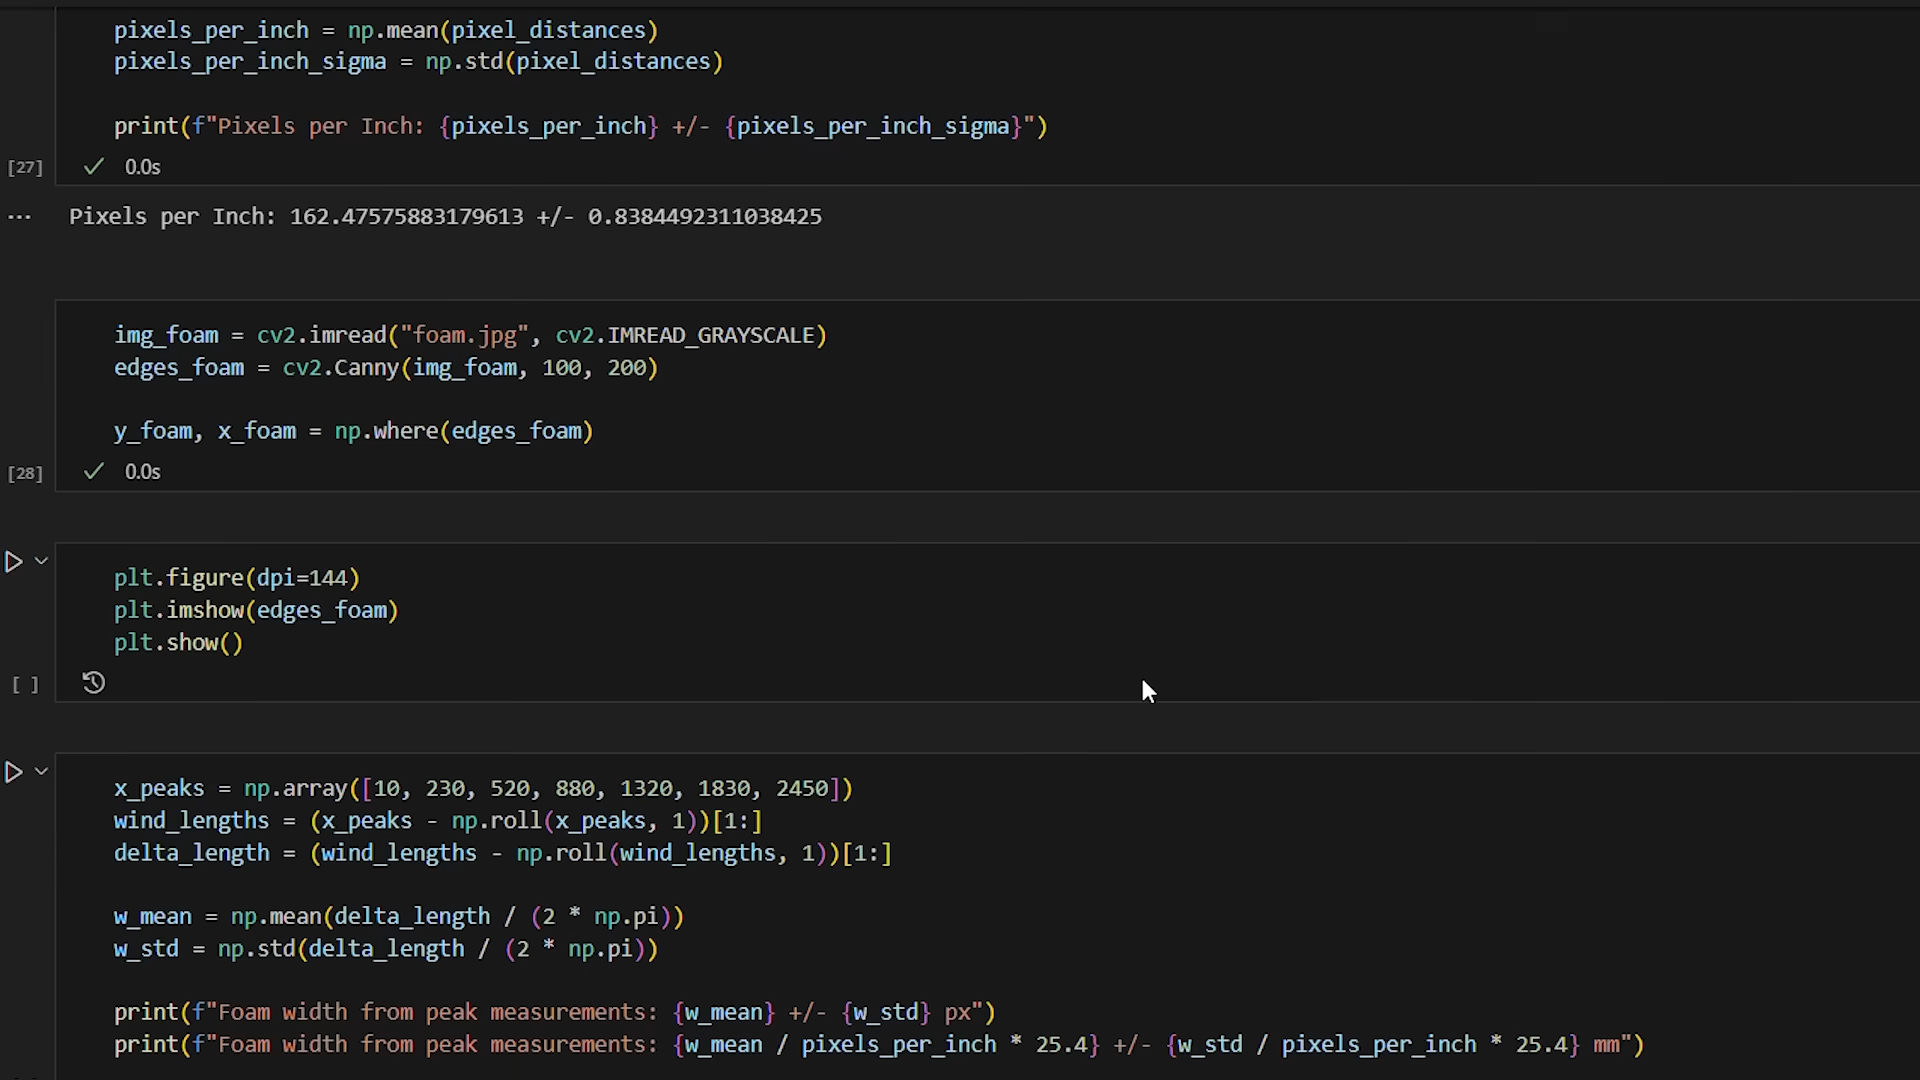 pixels_per_inch = np.mean(pixel_distances)
pixels_per_inch_sigma = np.std(pixel_distances)
print(f"Pixels per Inch: {pixels_per_inch} +/- {pixels_per_inch_sigma}")
[27] 0.0s
... Pixels per Inch: 162.47575883179613 +/- 0.8384492311038425
img_foam = cv2.imread("foam.jpg", cv2.IMREAD_GRAYSCALE)
edges_foam = cv2.Canny(img_foam, 100, 200)
y_foam, x_foam = np.where(edges_foam)
[28] 0.0s
plt.figure(dpi=144)
plt.imshow(edges_foam)
plt.show()
[ ]
x_peaks = np.array([10, 230, 520, 880, 1320, 1830, 2450])
wind_lengths = (x_peaks - np.roll(x_peaks, 1))[1:]
delta_length = (wind_lengths - np.roll(wind_lengths, 1))[1:]
w_mean = np.mean(delta_length / (2 * np.pi))
w_std = np.std(delta_length / (2 * np.pi))
print(f"Foam width from peak measurements: {w_mean} +/- {w_std} px")
print(f"Foam width from peak measurements: {w_mean / pixels_per_inch * 25.4} +/- {w_std / pixels_per_inch * 25.4} mm")